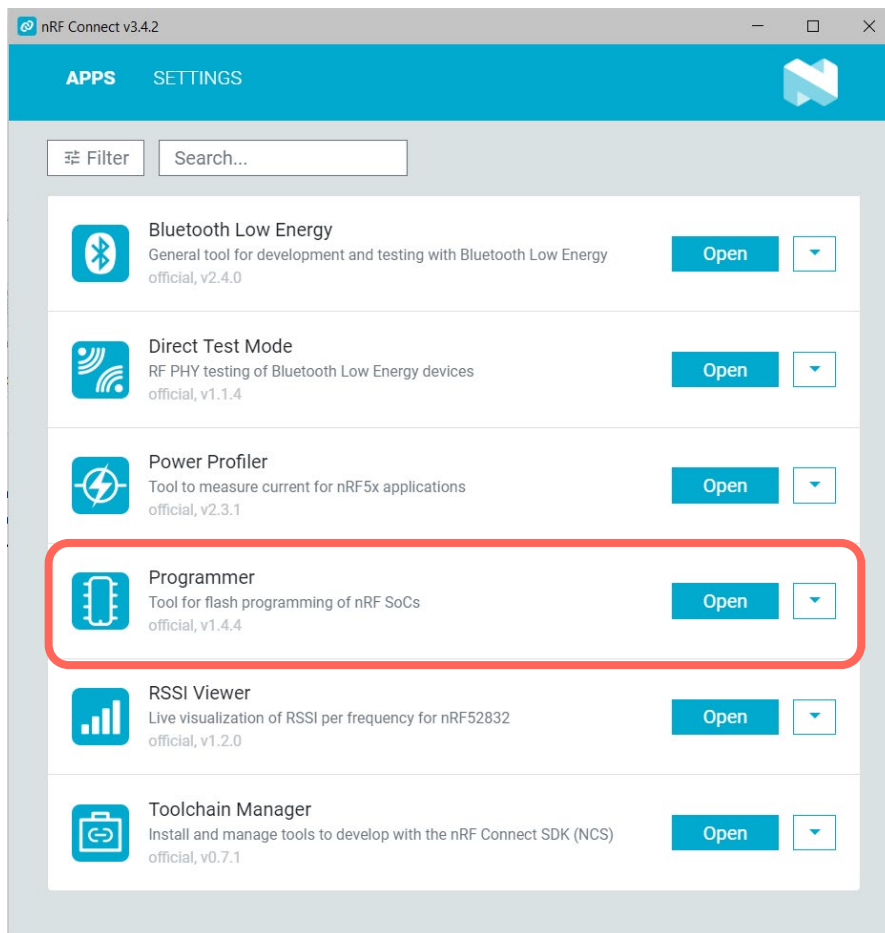 nRF Connect v3.4.2
APPS SETTINGS
Filter Search...
Bluetooth Low Energy
General tool for development and testing with Bluetooth Low Energy
official, v2.4.0
Open
Direct Test Mode
RF PHY testing of Bluetooth Low Energy devices
official, v1.1.4
Open
Power Profiler
Tool to measure current for nRF5x applications
official, v2.3.1
Open
Programmer
Tool for flash programming of nRF SoCs
official, v1.4.4
Open
RSSI Viewer
Live visualization of RSSI per frequency for nRF52832
official, v1.2.0
Open
Toolchain Manager
Install and manage tools to develop with the nRF Connect SDK (NCS)
official, v0.7.1
Open